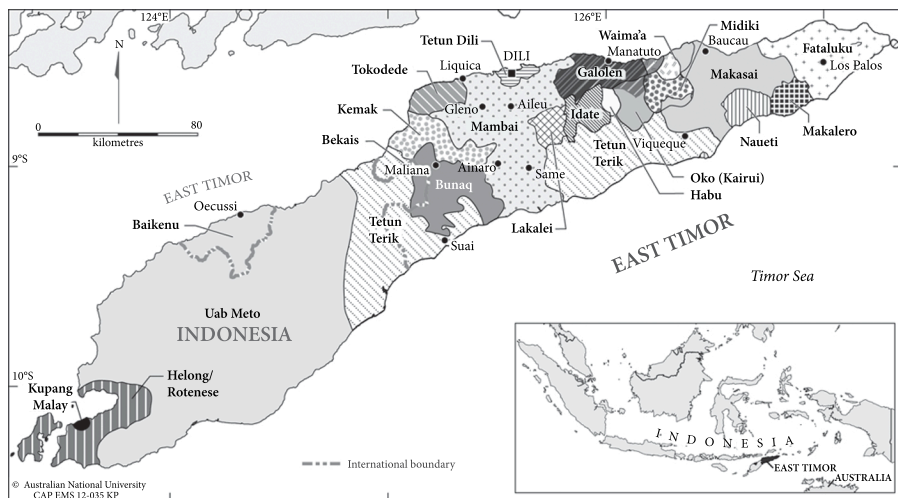 124°E
126°E
N
0
80
kilometres
Tetun Dili
DILI
Waima'a
Manatuto
Midiki
Baucau
Fataluku
Los Palos
Tokodede
Liquica
Galolen
Makasai
Kemak
Gleno
Aileu
Idate
Mambai
Bekais
9°S
Maliana
Ainaro
Same
Tetun
Terik
Viqueque
Naueti
Makalero
Bunaq
Oko (Kairui)
Habu
Lakalei
EAST TIMOR
Oecussi
Baikenu
Tetun
Terik
Suai
EAST TIMOR
Timor Sea
Uab Meto
INDONESIA
10°S
Kupang
Malay
Helong/
Rotenese
International boundary
INDONESIA
EAST TIMOR
AUSTRALIA
© Australian National University
CAP EMS 12-035 KP